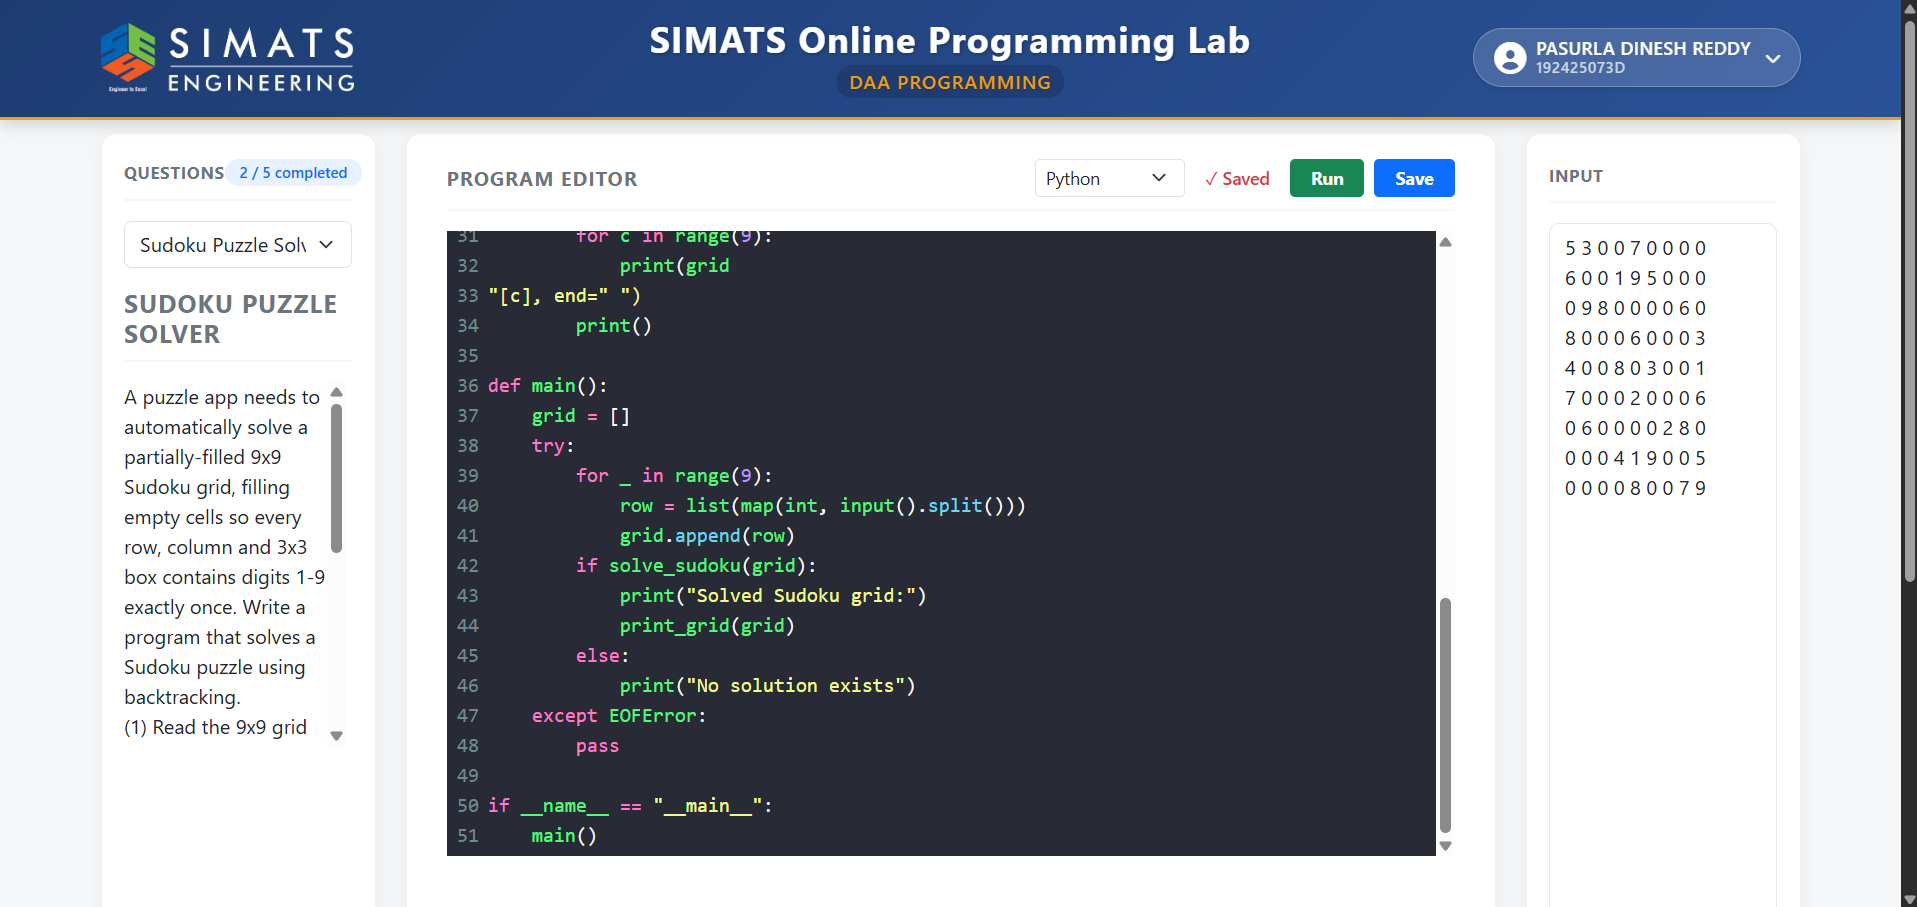 SIMATS
ENGINEERING
Engineer to Excel
SIMATS Online Programming Lab
DAA PROGRAMMING
PASURLA DINESH REDDY
192425073D
QUESTIONS
2 / 5 completed
Sudoku Puzzle Solv
SUDOKU PUZZLE
SOLVER
A puzzle app needs to
automatically solve a
partially-filled 9x9
Sudoku grid, filling
empty cells so every
row, column and 3x3
box contains digits 1-9
exactly once. Write a
program that solves a
Sudoku puzzle using
backtracking.
(1) Read the 9x9 grid
PROGRAM EDITOR
Python
✓ Saved
Run
Save
31         for c in range(9):
32             print(grid
33 "[c], end=" ")
34         print()
35
36 def main():
37     grid = []
38     try:
39         for _ in range(9):
40             row = list(map(int, input().split()))
41             grid.append(row)
42         if solve_sudoku(grid):
43             print("Solved Sudoku grid:")
44             print_grid(grid)
45         else:
46             print("No solution exists")
47     except EOFError:
48         pass
49
50 if __name__ == "__main__":
51     main()
INPUT
5 3 0 0 7 0 0 0 0
6 0 0 1 9 5 0 0 0
0 9 8 0 0 0 0 6 0
8 0 0 0 6 0 0 0 3
4 0 0 8 0 3 0 0 1
7 0 0 0 2 0 0 0 6
0 6 0 0 0 0 2 8 0
0 0 0 4 1 9 0 0 5
0 0 0 0 8 0 0 7 9